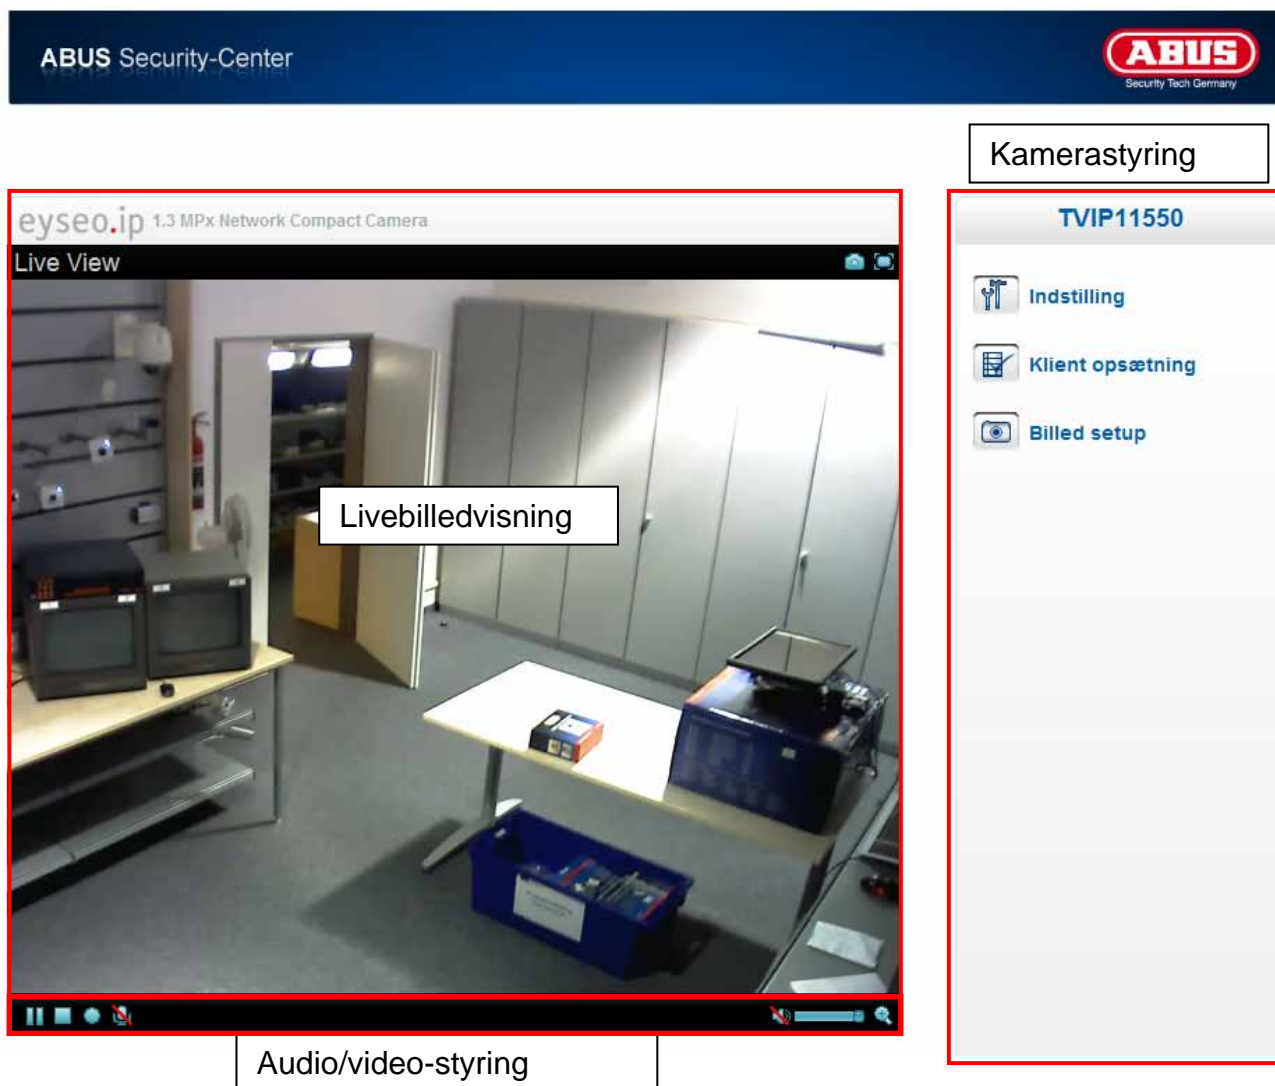 ABUS Security-Center
ABUS
Security Tech Germany
Kamerastyring
eyseo.ip 1.3 MPx Network Compact Camera
TVIP11550
Live View
Indstilling
Klient opsætning
Billed setup
Livebilledvisning
Audio/video-styring